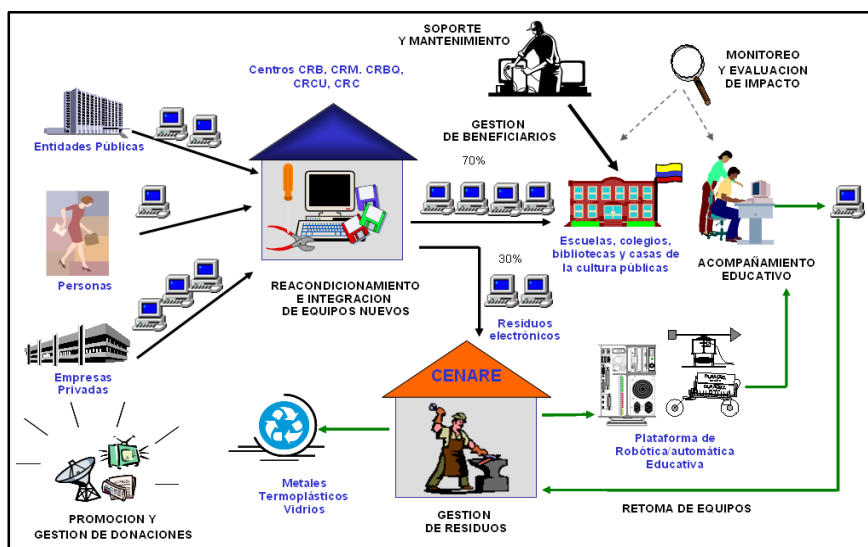 SOPORTE
Y MANTENIMIENTO
MONITOREO
Y EVALUACION
DE IMPACTO
Centros CRB, CRM. CRBQ,
CRCU, CRC
Entidades Públicas
GESTION
DE BENEFICIARIOS
70%
Personas
Escuelas, colegios,
bibliotecas y casas de
la cultura públicas
ACOMPAÑAMIENTO
EDUCATIVO
REACONDICIONAMIENTO
E INTEGRACION
DE EQUIPOS NUEVOS
30%
Residuos
electrónicos
Empresas
Privadas
CENARE
Plataforma de
Robótica/automática
Educativa
Metales
Termoplásticos
Vidrios
PROMOCION Y
GESTION DE DONACIONES
GESTION
DE RESIDUOS
RETOMA DE EQUIPOS